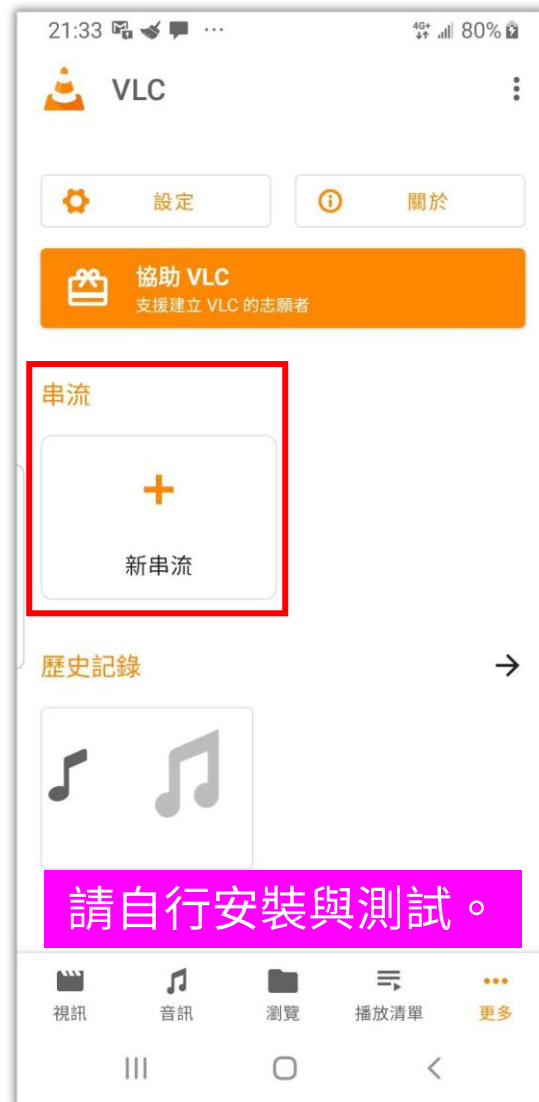 21:33 ··· 4G+ 80%
VLC
設定
關於
協助 VLC
支援建立 VLC 的志願者
串流
新串流
歷史記錄
請自行安裝與測試。
視訊 音訊 瀏覽 播放清單 更多